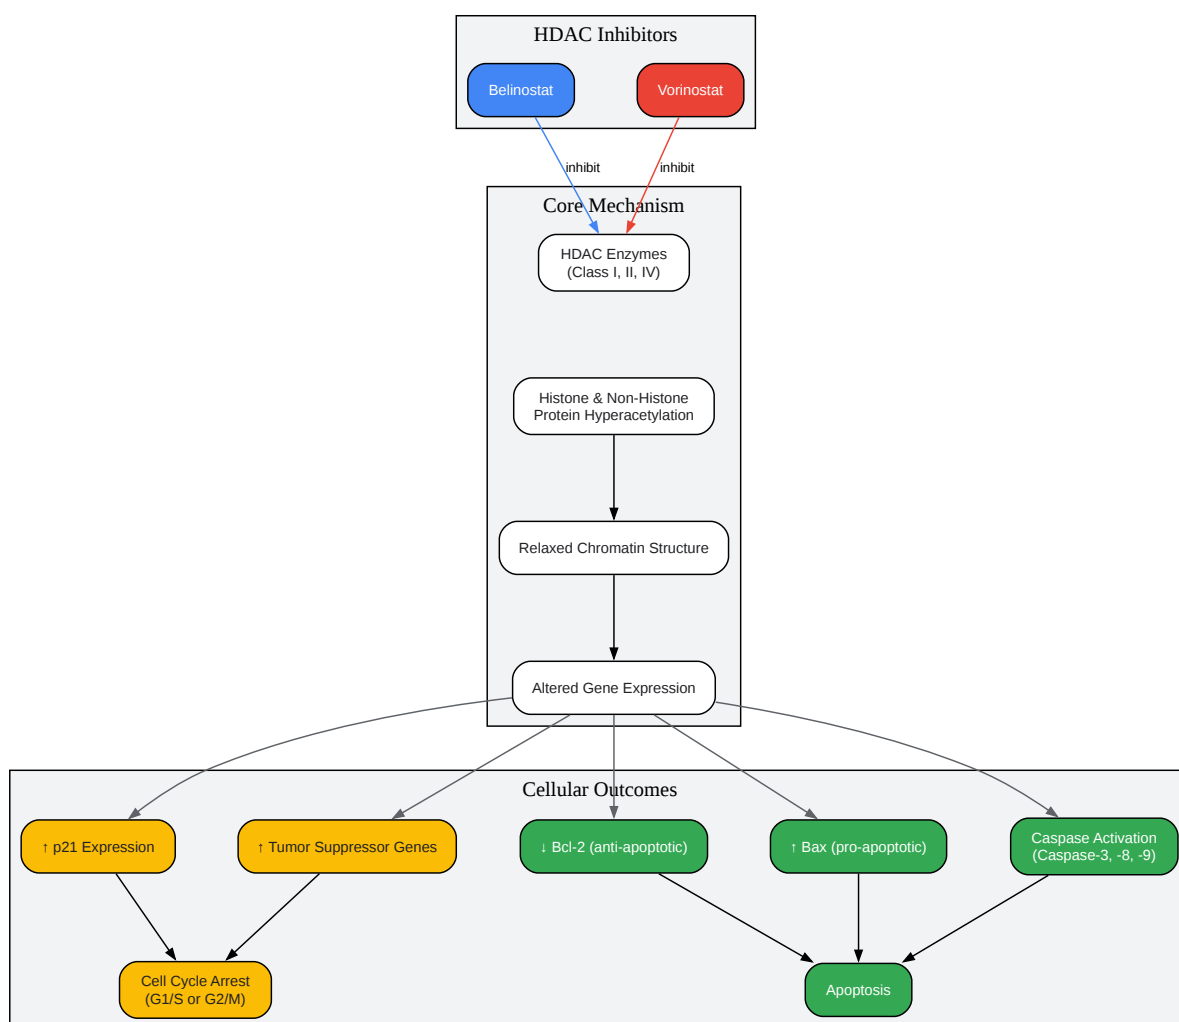 HDAC Inhibitors
Belinostat
Vorinostat
inhibit
inhibit
Core Mechanism
HDAC Enzymes
(Class I, II, IV)
Histone & Non-Histone
Protein Hyperacetylation
Relaxed Chromatin Structure
Altered Gene Expression
Cellular Outcomes
↑ p21 Expression
↑ Tumor Suppressor Genes
↓ Bcl-2 (anti-apoptotic)
↑ Bax (pro-apoptotic)
Caspase Activation
(Caspase-3, -8, -9)
Cell Cycle Arrest
(G1/S or G2/M)
Apoptosis